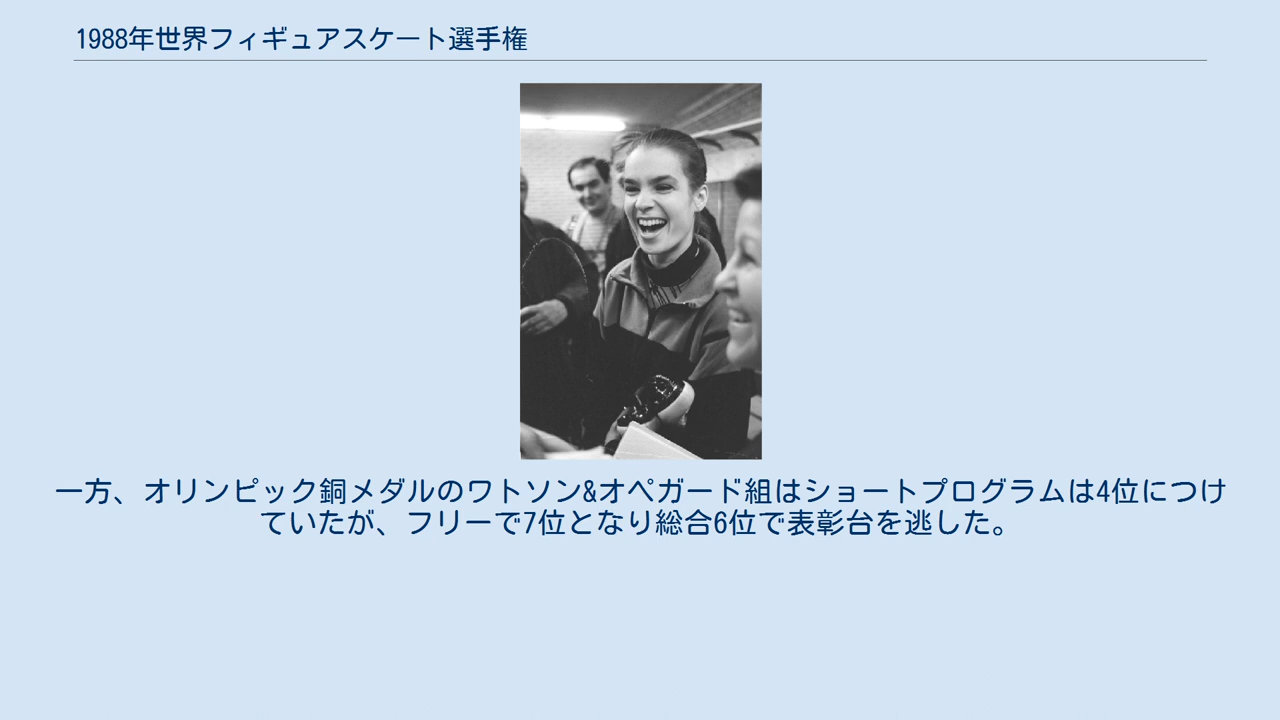 1988年世界フィギュアスケート選手権
一方、オリンピック銅メダルのワトソン&オペガード組はショートプログラムは4位につけ
ていたが、フリーで7位となり総合6位で表彰台を逃した。